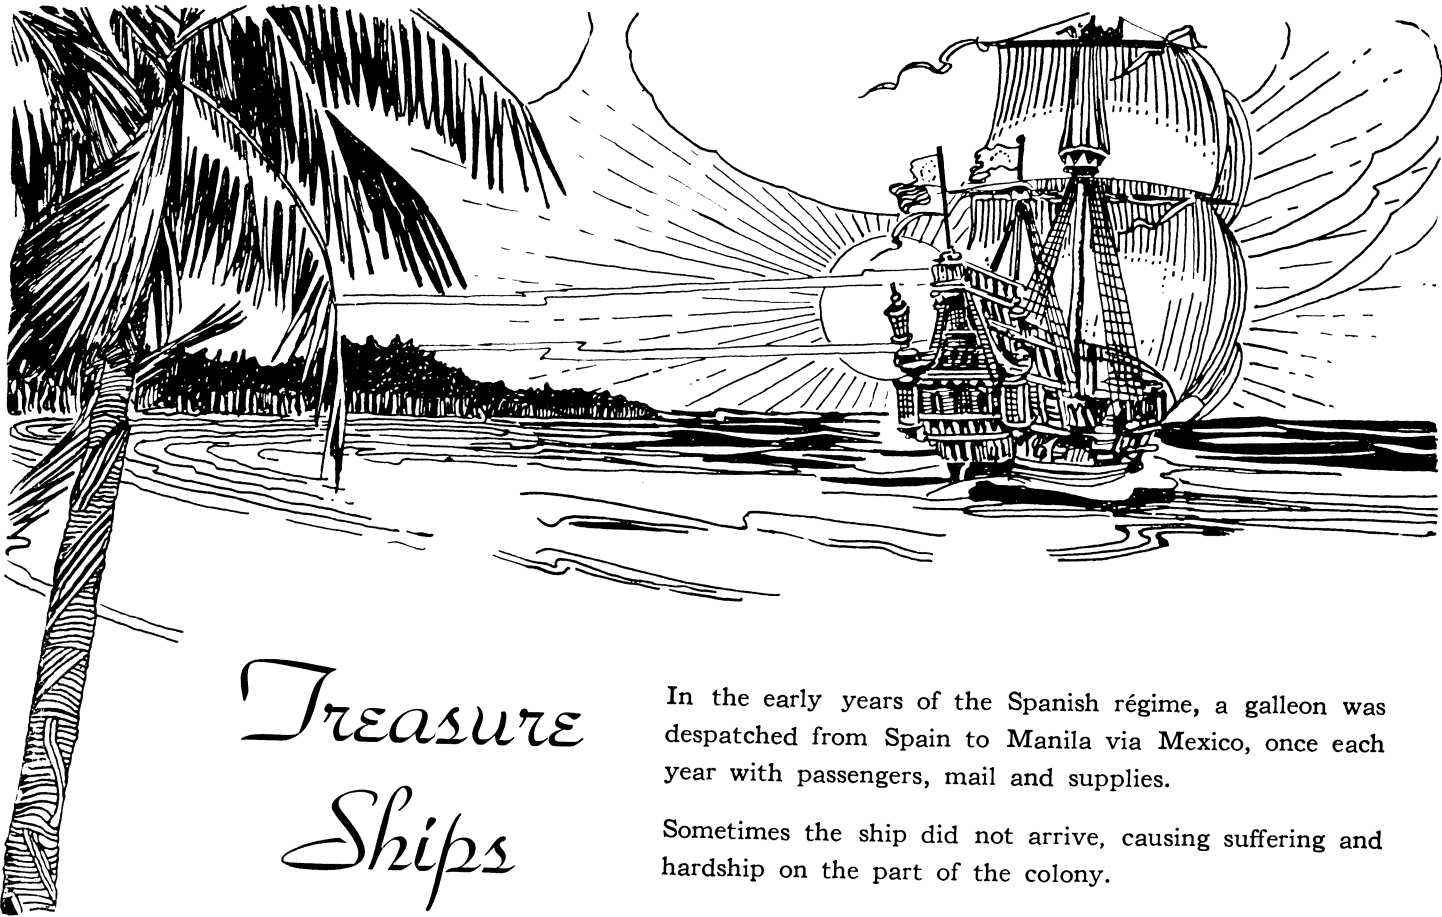 Treasure
Ships
In the early years of the Spanish régime, a galleon was
despatched from Spain to Manila via Mexico, once each
year with passengers, mail and supplies.
Sometimes the ship did not arrive, causing suffering and
hardship on the part of the colony.